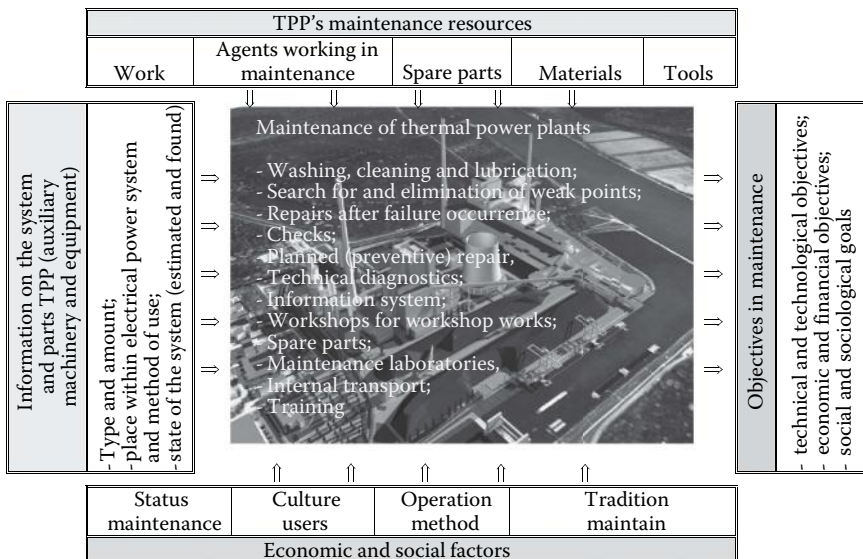 TPP's maintenance resources
Work
Agents working in
maintenance
Spare parts
Materials
Tools
Information on the system
and parts TPP (auxiliary
machinery and equipment)
- Type and amount;
- place within electrical power system
and method of use;
- state of the system (estimated and found)
Maintenance of thermal power plants
- Washing, cleaning and lubrication;
- Search for and elimination of weak points;
- Repairs after failure occurrence;
- Checks;
- Planned (preventive) repair,
- Technical diagnostics;
- Information system;
- Workshops for workshop works;
- Spare parts;
- Maintenance laboratories,
- Internal transport;
- Training
Objectives in maintenance
- technical and technological objectives;
- economic and financial objectives;
- social and sociological goals
Status
maintenance
Culture
users
Operation
method
Tradition
maintain
Economic and social factors